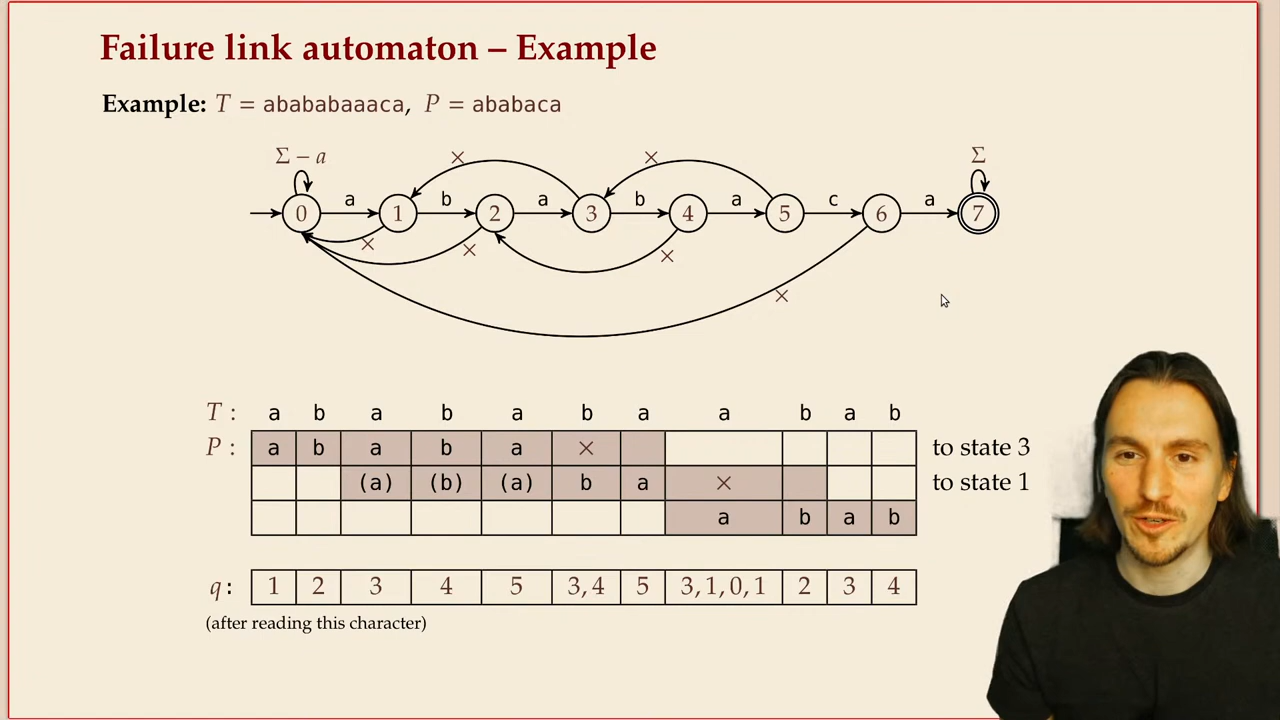 Failure link automaton – Example
Example: T = abababaaaca, P = ababaca
Σ – a × × Σ
0 a 1 b 2 a 3 b 4 a 5 c 6 a 7
× × × ×
T : a b a b a b a a b a b
P : a b a b a × to state 3
(a) (b) (a) b a × to state 1
a b a b
q : 1 2 3 4 5 3, 4 5 3, 1, 0, 1 2 3 4
(after reading this character)